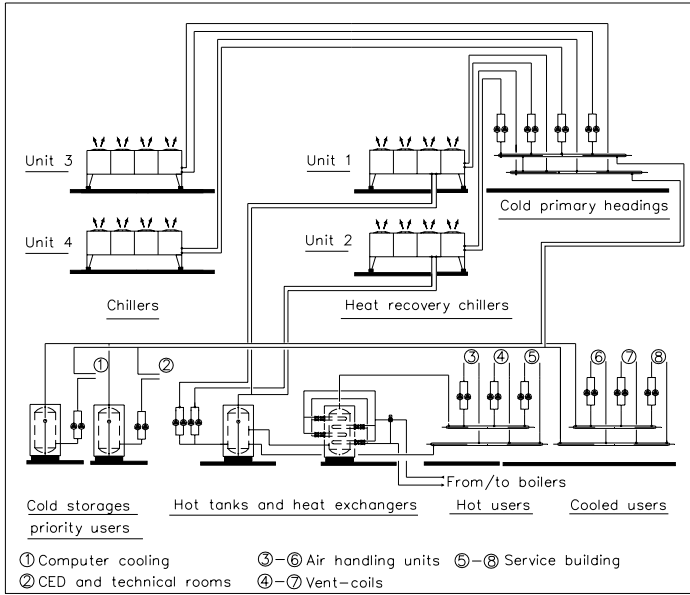 Unit 3
Unit 1
Cold primary headings
Unit 4
Unit 2
Chillers
Heat recovery chillers
① ② ③ ④ ⑤ ⑥ ⑦ ⑧
From/to boilers
Cold storages
priority users
Hot tanks and heat exchangers
Hot users
Cooled users
① Computer cooling
③-⑥ Air handling units
⑤-⑧ Service building
② CED and technical rooms
④-⑦ Vent-coils